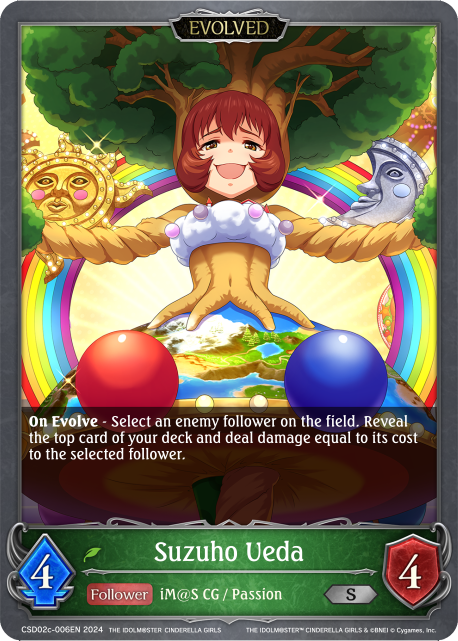 EVOLVED
On Evolve - Select an enemy follower on the field. Reveal
the top card of your deck and deal damage equal to its cost
to the selected follower.
Suzuho Ueda
4
Follower
iM@S CG / Passion
S
4
CSD02c-006EN 2024 THE IDOLM@STER CINDERELLA GIRLS THE IDOLM@STER™ CINDERELLA GIRLS & ©BNEI © Cygames, Inc.